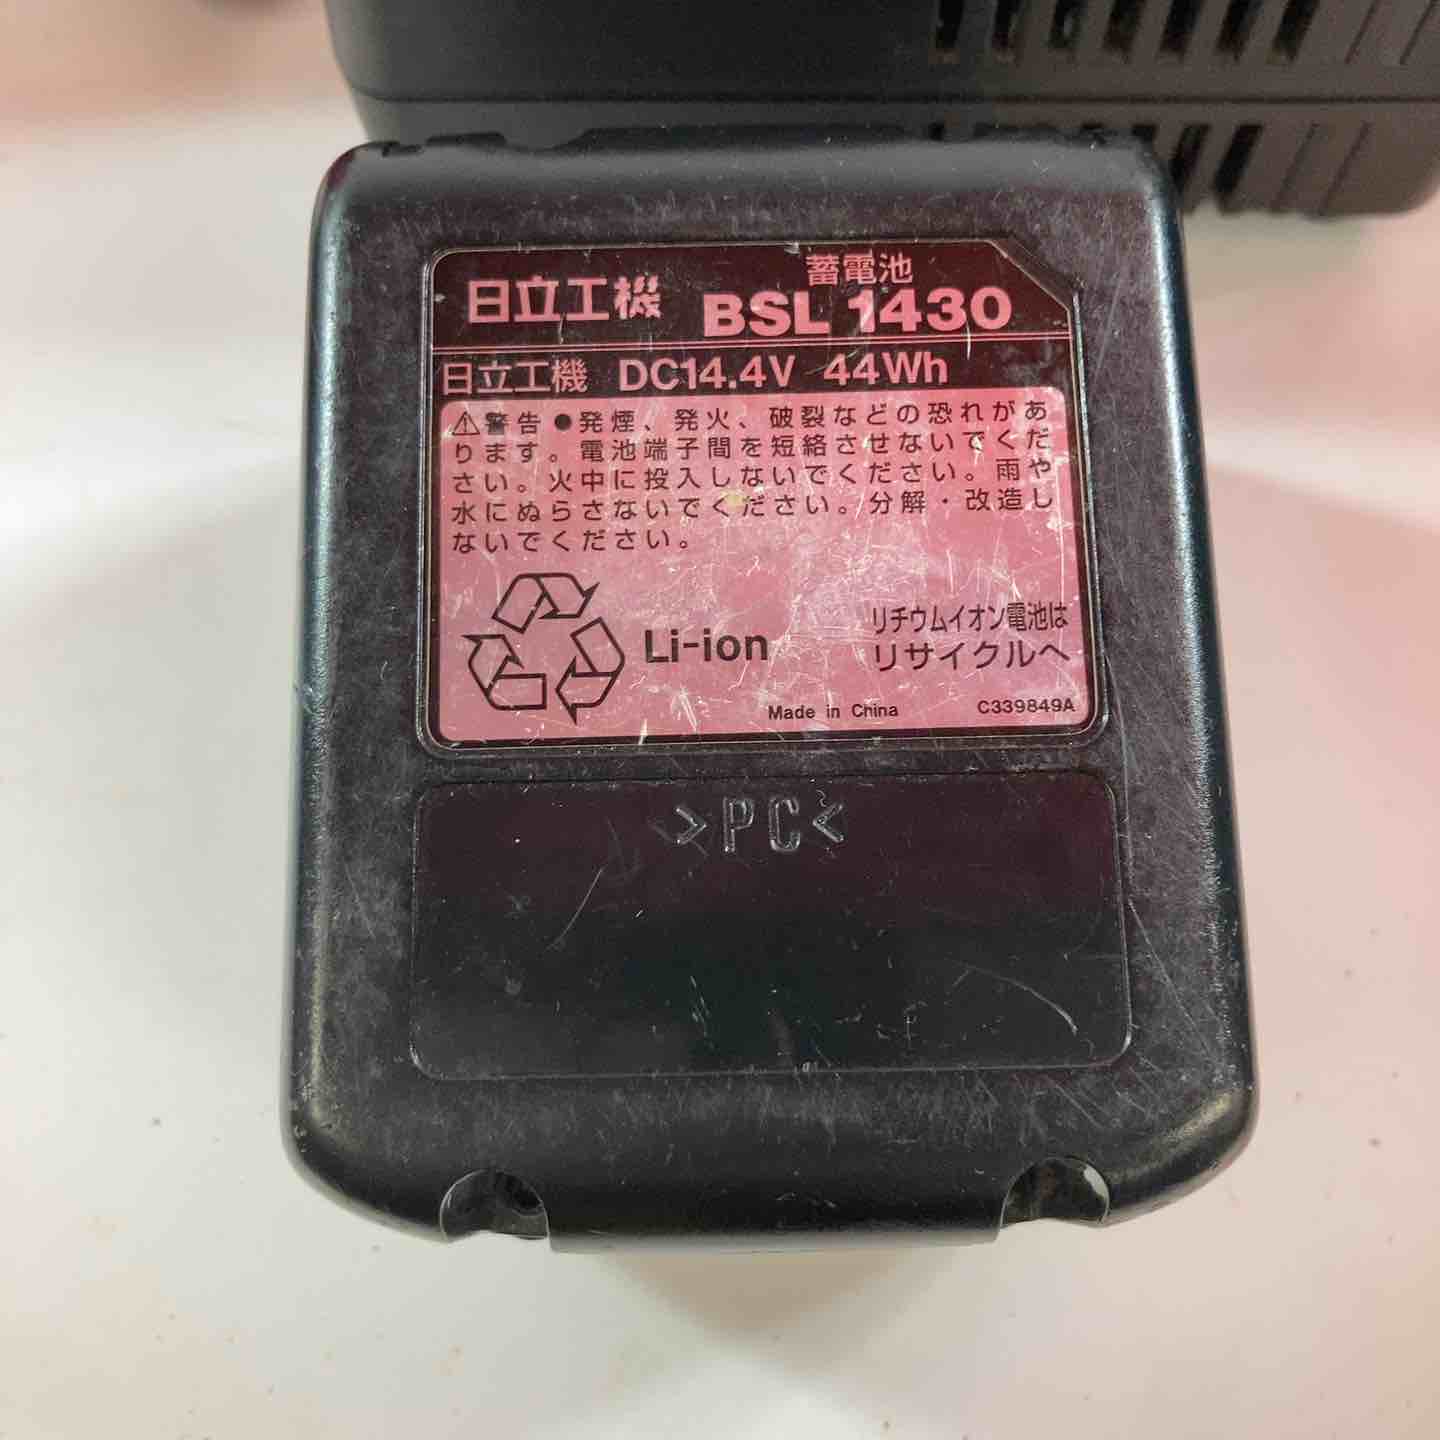 蓄電池
日立工機 BSL 1430
日立工機 DC14.4V 44Wh
⚠警告 ●発煙、発火、破裂などの恐れがあ
ります。電池端子間を短絡させないでくだ
さい。火中に投入しないでください。雨や
水にぬらさないでください。分解・改造し
ないでください。
Li-ion
リチウムイオン電池は
リサイクルへ
Made in China
C339849A
>PC<